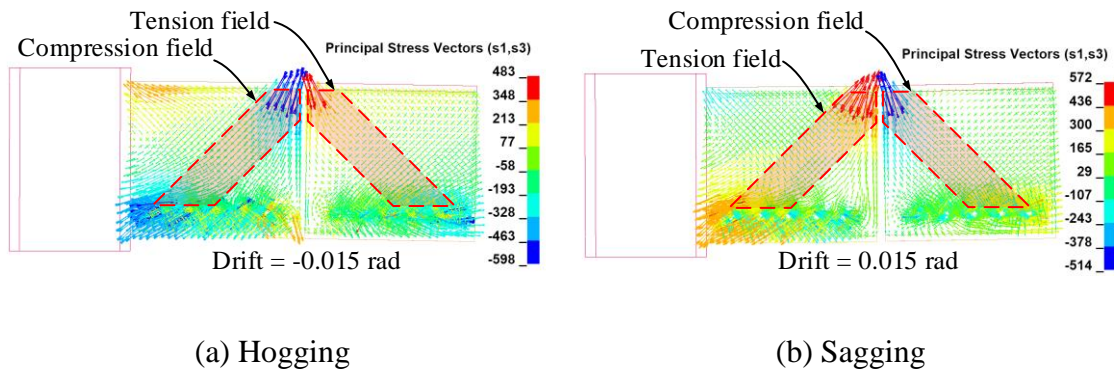 Tension field
Compression field
Principal Stress Vectors (s1,s3)
483
348
213
77
-58
-193
-328
-463
-598
Drift = -0.015 rad
(a) Hogging
Compression field
Tension field
Principal Stress Vectors (s1,s3)
572
436
300
165
29
-107
-243
-378
-514
Drift = 0.015 rad
(b) Sagging